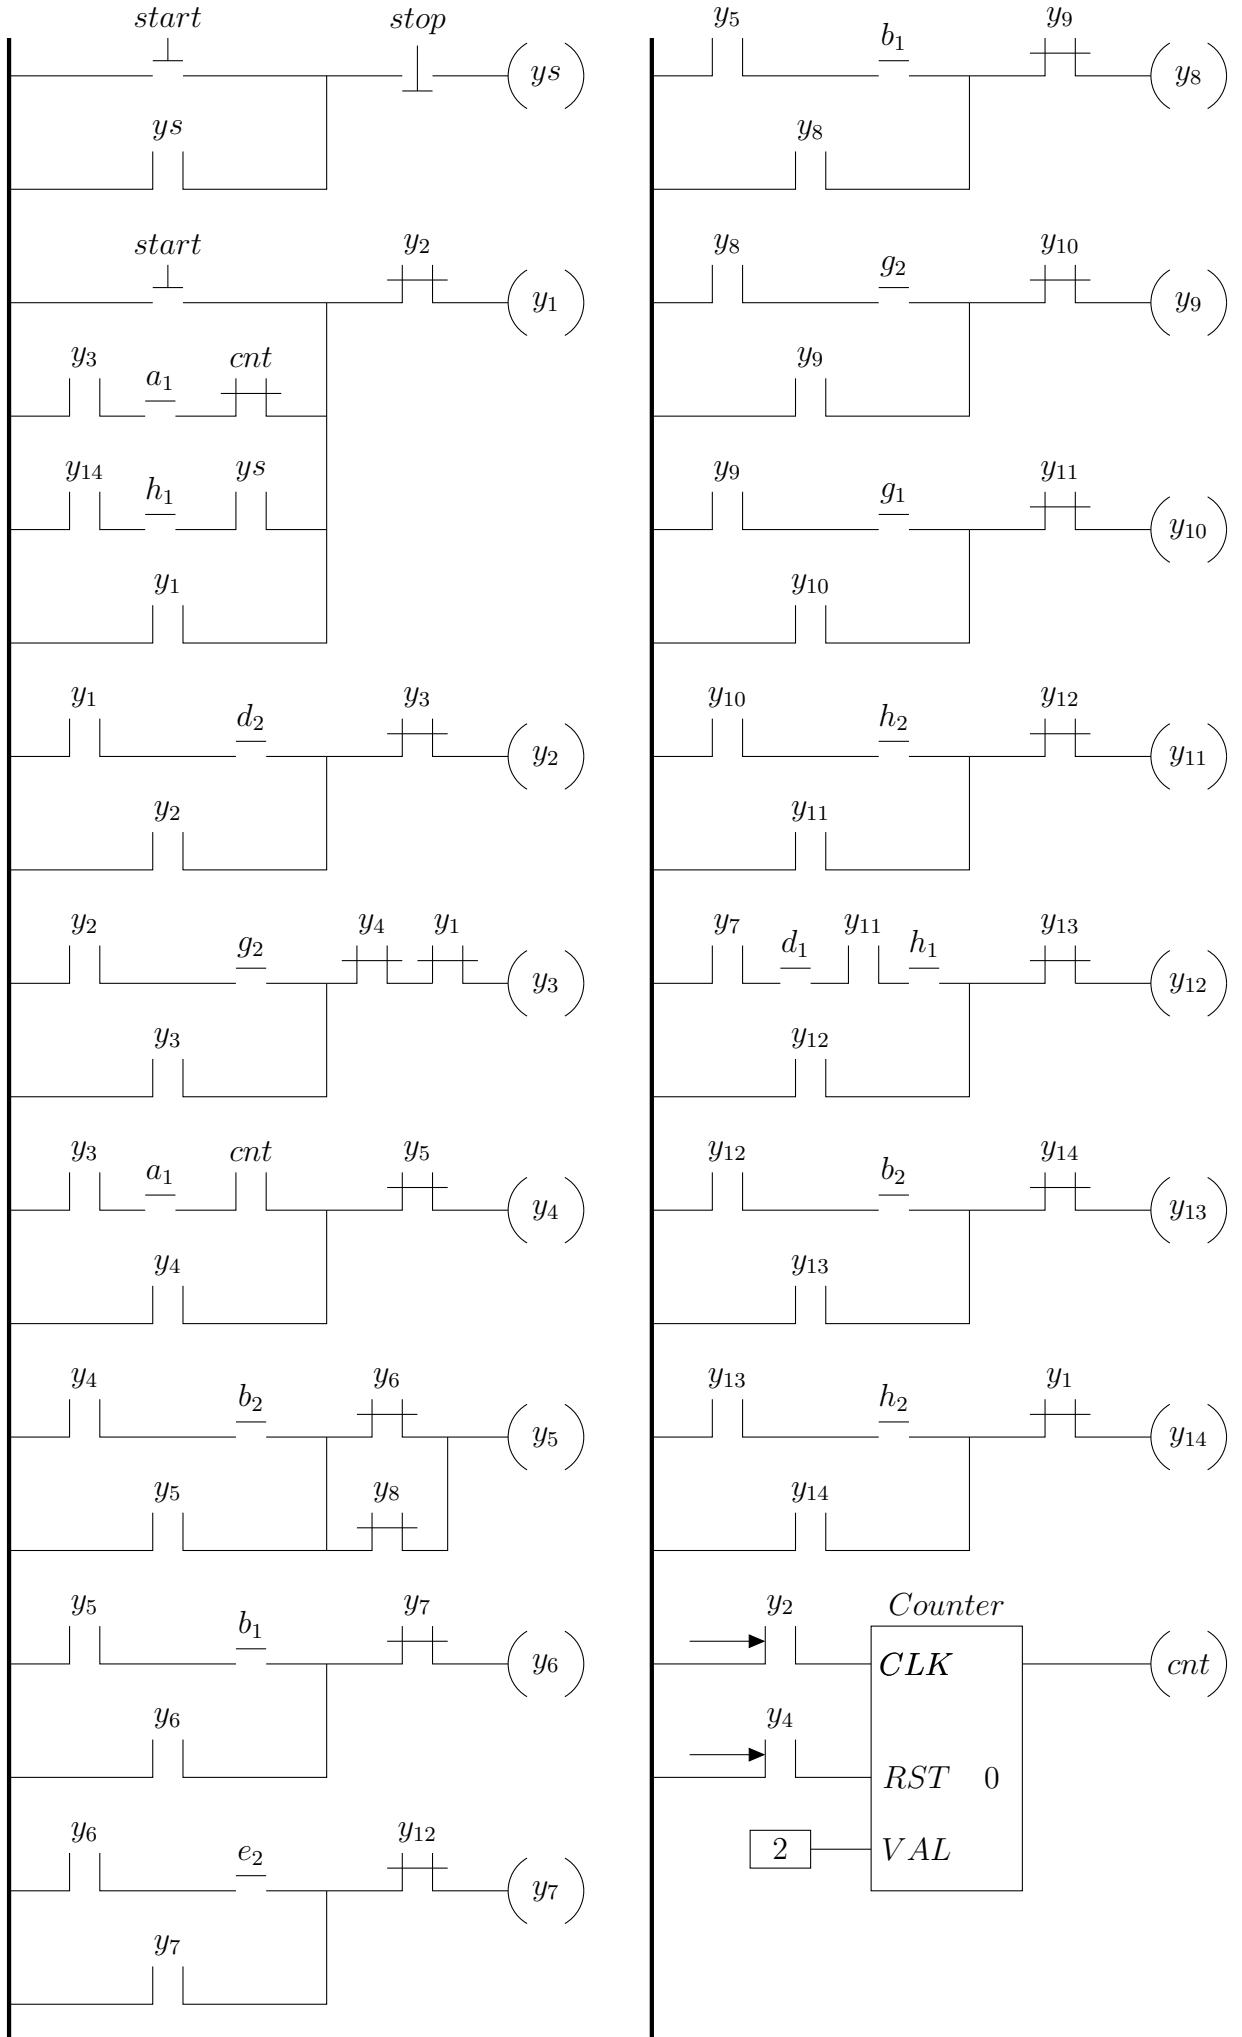 start stop
ys
ys
start y₂
y₁
y₃ a₁ cnt
y₁₄ h₁ ys
y₁
y₁ d₂ y₃
y₂
y₂
y₂ g₂ y₄ y₁
y₃
y₃
y₃ a₁ cnt y₅
y₄
y₄
y₄ b₂ y₆
y₅
y₅ y₈
y₅ b₁ y₇
y₆
y₆
y₆ e₂ y₁₂
y₇
y₇
y₅ b₁ y₉
y₈
y₈
y₈ g₂ y₁₀
y₉
y₉
y₉ g₁ y₁₁
y₁₀
y₁₀
y₁₀ h₂ y₁₂
y₁₁
y₁₁
y₇ d₁ y₁₁ h₁ y₁₃
y₁₂
y₁₂
y₁₂ b₂ y₁₄
y₁₃
y₁₃
y₁₃ h₂ y₁
y₁₄
y₁₄
y₂ Counter
CLK cnt
y₄
RST 0
2 VAL